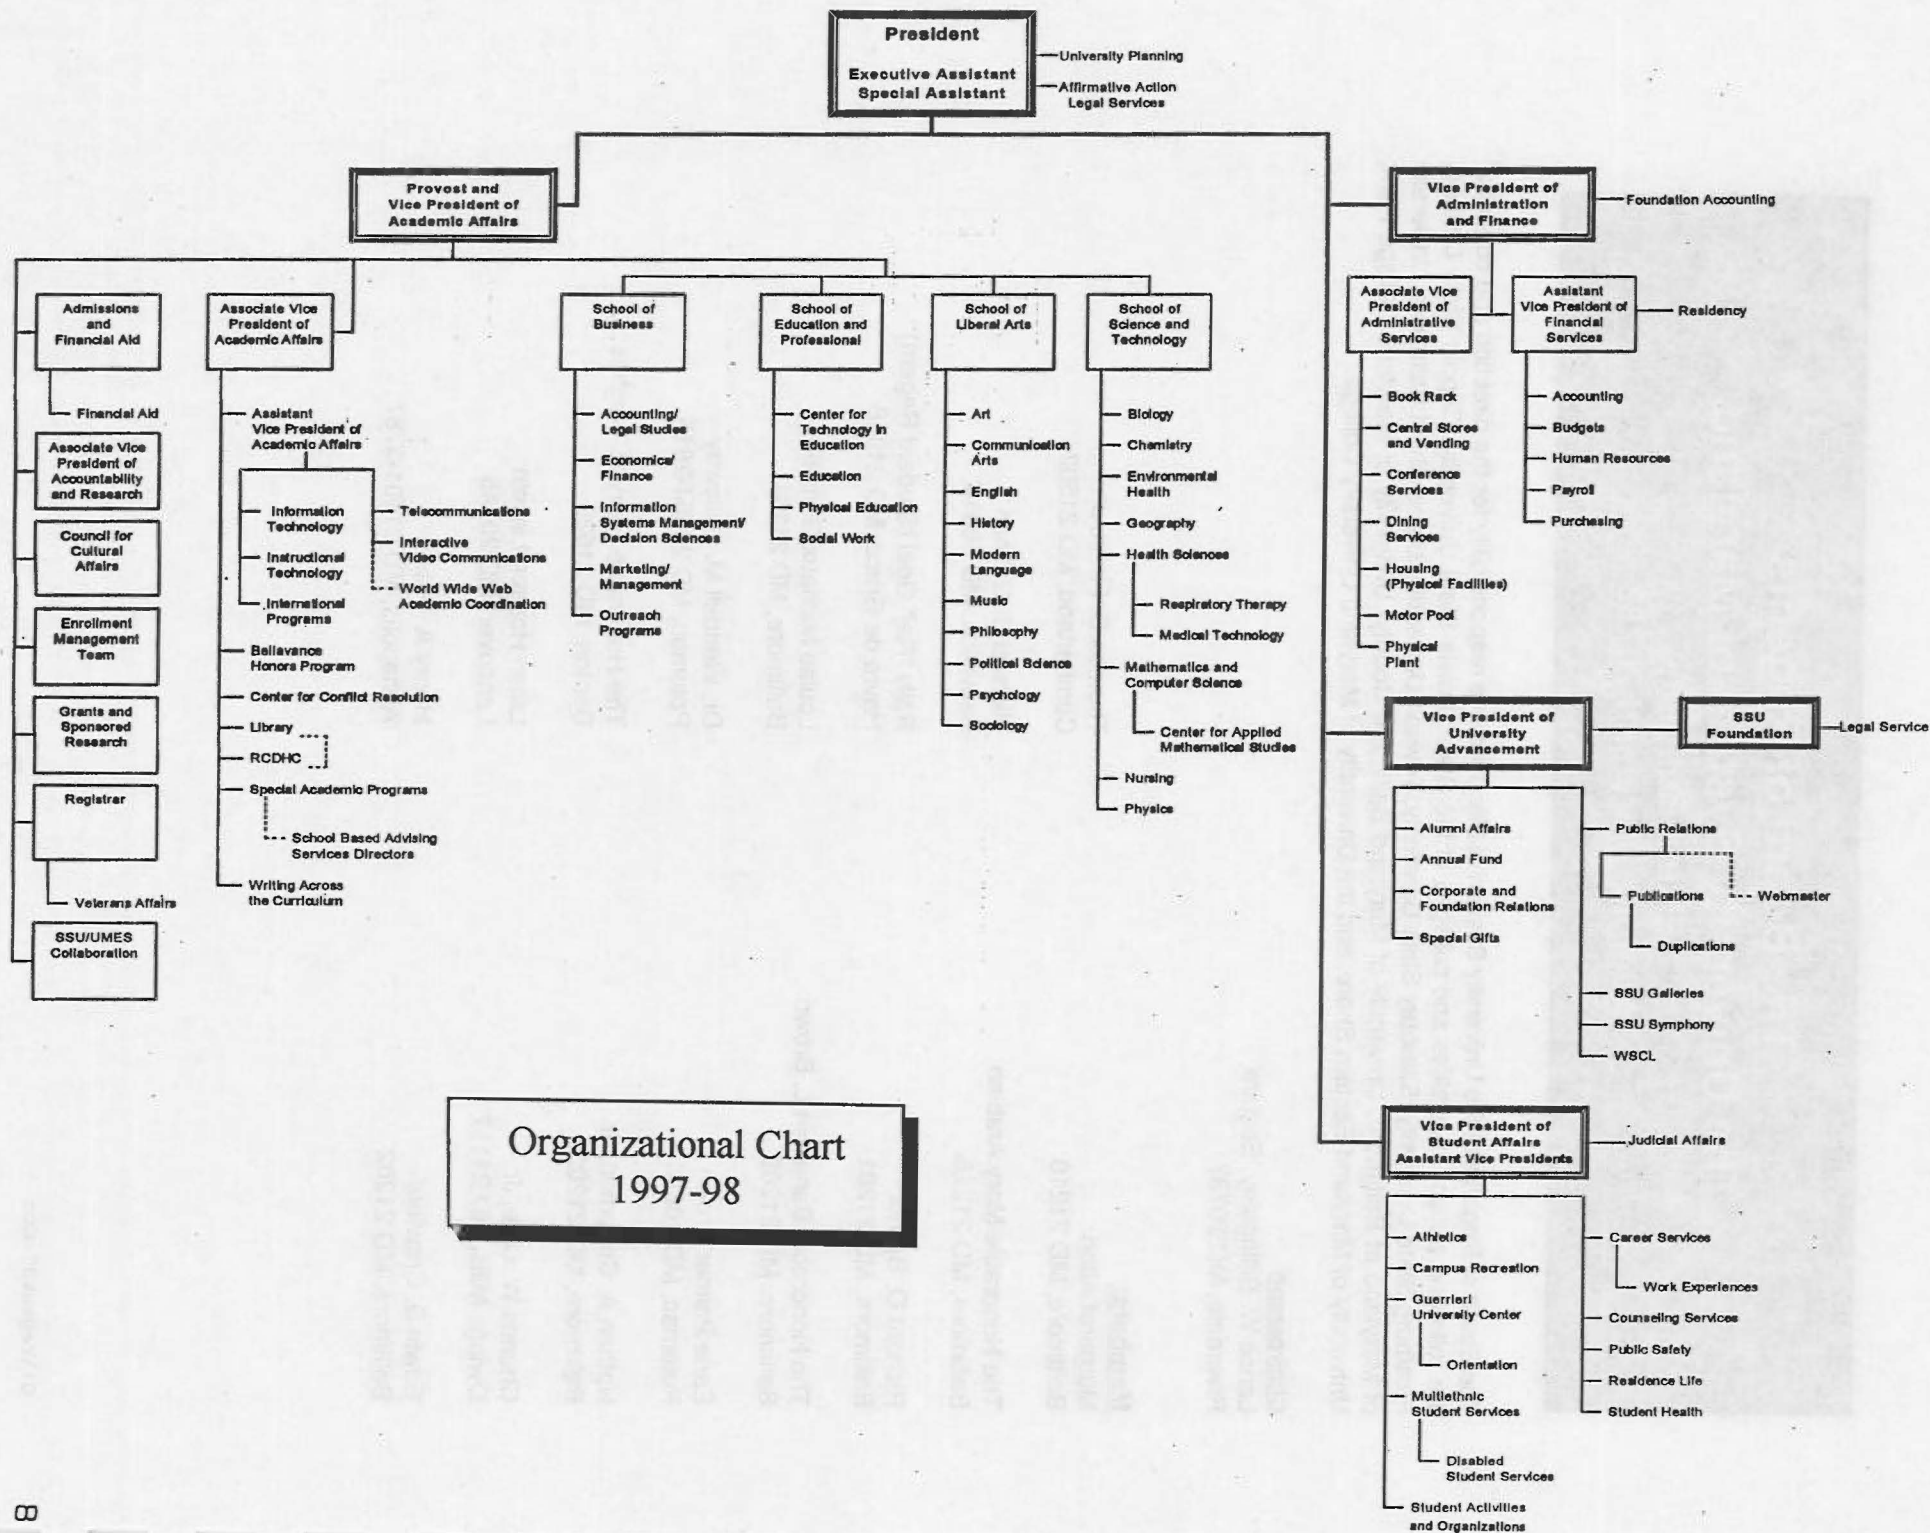 President
Executive Assistant
Special Assistant
University Planning
Affirmative Action
Legal Services
Provost and
Vice President of
Academic Affairs
Admissions
and
Financial Aid
Financial Aid
Associate Vice
President of
Accountability
and Research
Council for
Cultural
Affairs
Enrollment
Management
Team
Grants and
Sponsored
Research
Registrar
Veterans Affairs
SSU/UMES
Collaboration
Associate Vice
President of
Academic Affairs
Assistant
Vice President of
Academic Affairs
Information
Technology
Instructional
Technology
International
Programs
Telecommunications
Interactive
Video Communications
World Wide Web
Academic Coordination
Bellavance
Honors Program
Center for Conflict Resolution
Library
RCDHC
Special Academic Programs
School Based Advising
Services Directors
Writing Across
the Curriculum
School of
Business
Accounting/
Legal Studies
Economics/
Finance
Information
Systems Management/
Decision Sciences
Marketing/
Management
Outreach
Programs
School of
Education and
Professional
Center for
Technology in
Education
Education
Physical Education
Social Work
School of
Liberal Arts
Art
Communication
Arts
English
History
Modern
Language
Music
Philosophy
Political Science
Psychology
Sociology
School of
Science and
Technology
Biology
Chemistry
Environmental
Health
Geography
Health Sciences
Respiratory Therapy
Medical Technology
Mathematics and
Computer Science
Center for Applied
Mathematical Studies
Nursing
Physics
Vice President of
Administration
and Finance
Foundation Accounting
Associate Vice
President of
Administrative
Services
Book Rack
Central Stores
and Vending
Conference
Services
Dining
Services
Housing
(Physical Facilities)
Motor Pool
Physical
Plant
Assistant
Vice President of
Financial
Services
Residency
Accounting
Budgets
Human Resources
Payroll
Purchasing
Vice President of
University
Advancement
SSU
Foundation
Legal Service
Alumni Affairs
Annual Fund
Corporate and
Foundation Relations
Special Gifts
Public Relations
Publications
Webmaster
Duplications
SSU Galleries
SSU Symphony
WSCL
Vice President of
Student Affairs
Assistant Vice Presidents
Judicial Affairs
Athletics
Campus Recreation
Guerrieri
University Center
Orientation
Multiethnic
Student Services
Disabled
Student Services
Student Activities
and Organizations
Career Services
Work Experiences
Counseling Services
Public Safety
Residence Life
Student Health
Organizational Chart
1997-98
8